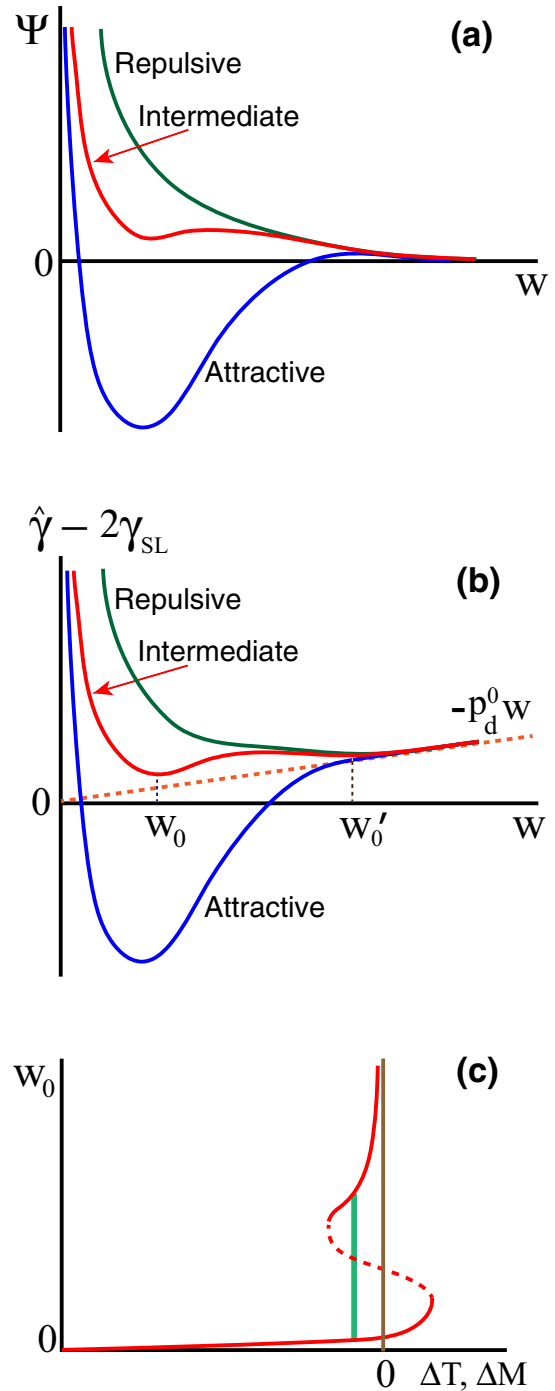 Ψ
(a)
Repulsive
Intermediate
0
w
Attractive
γ̂ – 2γSL
(b)
Repulsive
Intermediate
-p⁰d w
0
w₀
w₀′
w
Attractive
w₀
(c)
0
0
ΔT, ΔM